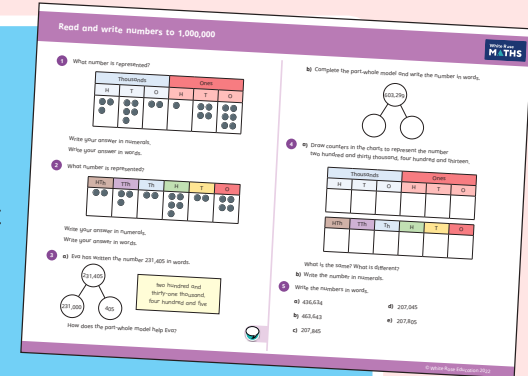 Read and write numbers to 1,000,000
White Rose
MATHS
1 What number is represented?
Thousands Ones
H T O H T O
Write your answer in numerals.
Write your answer in words.
2 What number is represented?
HTh TTh Th H T O
Write your answer in numerals.
Write your answer in words.
3 a) Eva has written the number 231,405 in words.
231,405
231,000 405
two hundred and
thirty-one thousand,
four hundred and five
How does the part-whole model help Eva?
b) Complete the part-whole model and write the number in words.
603,290
4 a) Draw counters in the charts to represent the number
two hundred and thirty thousand, four hundred and thirteen.
Thousands Ones
H T O H T O
HTh TTh Th H T O
What is the same? What is different?
b) Write the number in numerals.
5 Write the numbers in words.
a) 436,634 d) 207,045
b) 463,643 e) 207,805
c) 207,845
© White Rose Education 2022